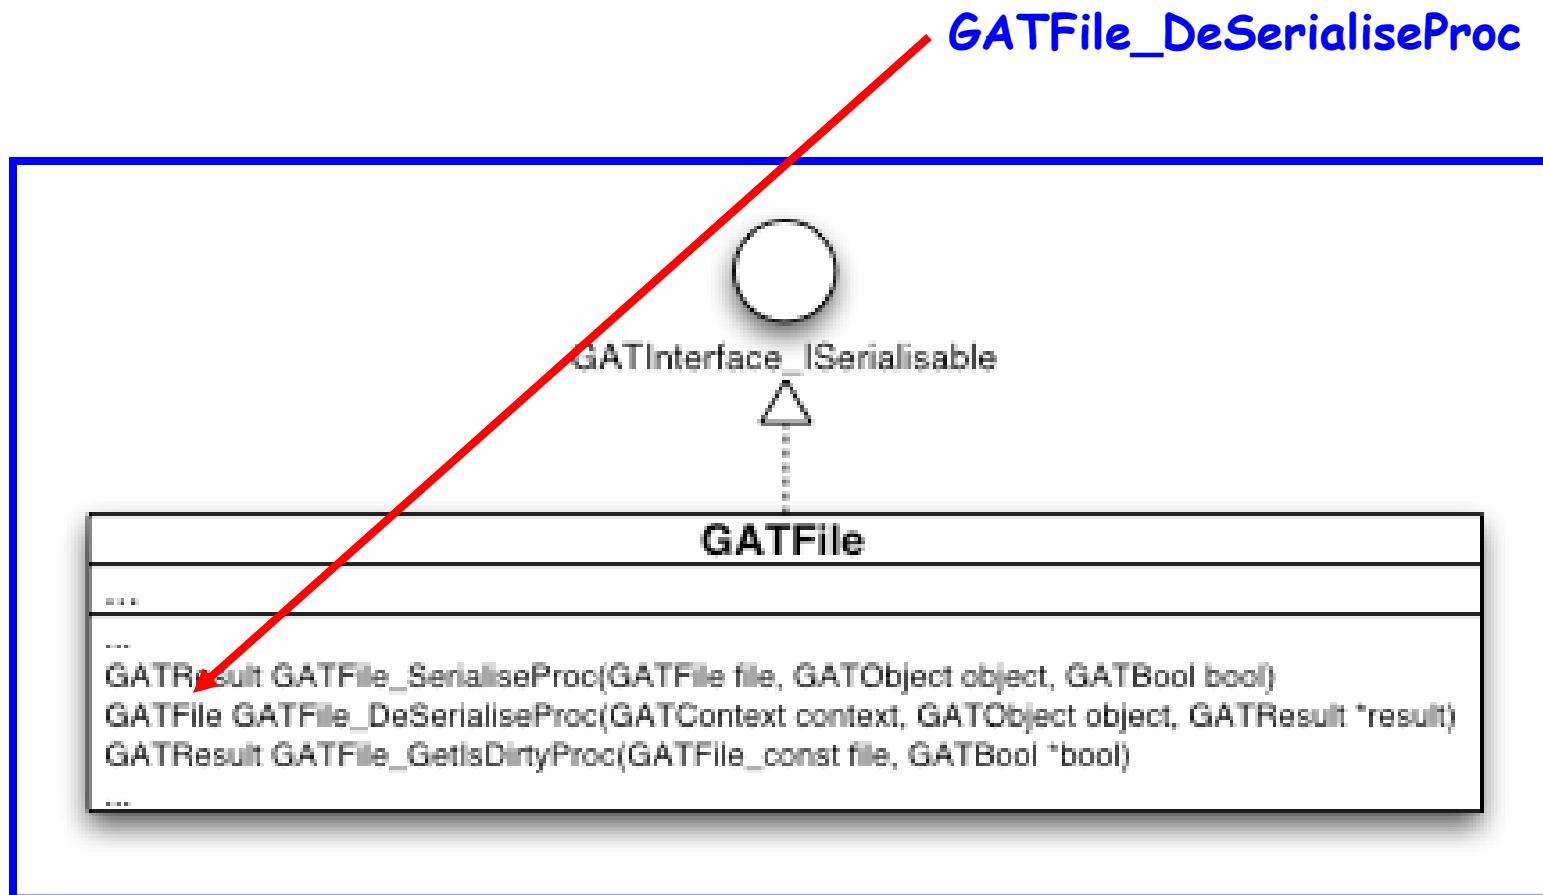 GATFile_DeSerialiseProc
GATInterface_ISerialisable
GATFile
...
...
GATResult GATFile_SerialiseProc(GATFile file, GATObject object, GATBool bool)
GATFile GATFile_DeSerialiseProc(GATContext context, GATObject object, GATResult *result)
GATResult GATFile_GetIsDirtyProc(GATFile_const file, GATBool *bool)
...